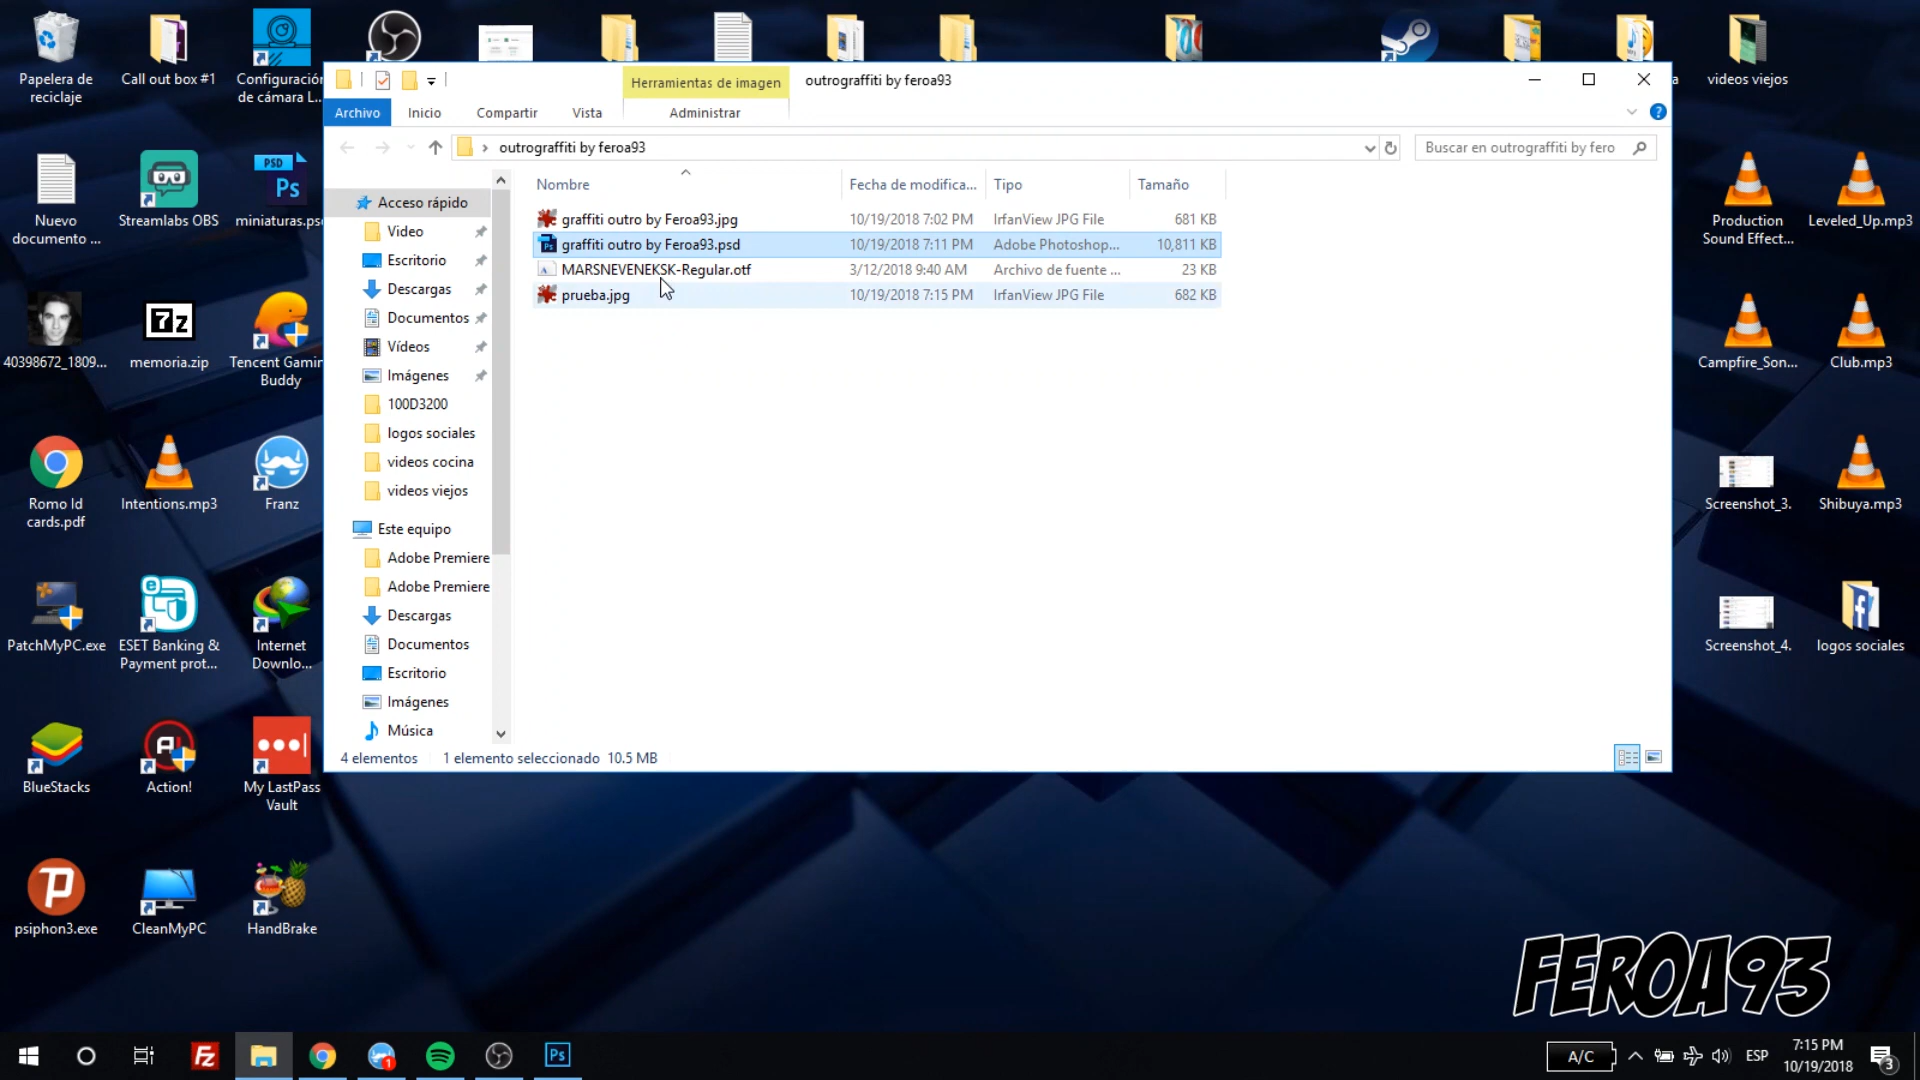 Papelera de
reciclaje
Call out box #1
Configuración
de cámara L...
videos viejos
Herramientas de imagen
outrograffiti by feroa93
Archivo
Inicio
Compartir
Vista
Administrar
outrograffiti by feroa93
Buscar en outrograffiti by fero
Nombre
Fecha de modifica...
Tipo
Tamaño
graffiti outro by Feroa93.jpg
10/19/2018 7:02 PM
IrfanView JPG File
681 KB
graffiti outro by Feroa93.psd
10/19/2018 7:11 PM
Adobe Photoshop...
10,811 KB
MARSNEVENEKSK-Regular.otf
3/12/2018 9:40 AM
Archivo de fuente ...
23 KB
prueba.jpg
10/19/2018 7:15 PM
IrfanView JPG File
682 KB
Acceso rápido
Video
Escritorio
Descargas
Documentos
Vídeos
Imágenes
100D3200
logos sociales
videos cocina
videos viejos
Este equipo
Adobe Premiere
Adobe Premiere
Descargas
Documentos
Escritorio
Imágenes
Música
4 elementos
1 elemento seleccionado 10.5 MB
Nuevo
documento ...
Streamlabs OBS
PSD
Ps
miniaturas.psd
40398672_1809...
7z
memoria.zip
Tencent Gamin
Buddy
Romo Id
cards.pdf
Intentions.mp3
Franz
PatchMyPC.exe
ESET Banking &
Payment prot...
Internet
Downlo...
BlueStacks
Action!
My LastPass
Vault
psiphon3.exe
CleanMyPC
HandBrake
Production
Sound Effect...
Leveled_Up.mp3
Campfire_Son...
Club.mp3
Screenshot_3.
Shibuya.mp3
Screenshot_4.
logos sociales
FEROA93
Fz
1
Ps
A/C
ESP
7:15 PM
10/19/2018
3